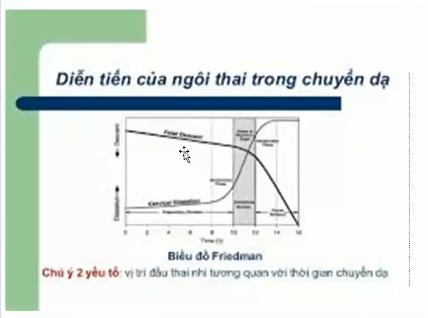 Diễn tiến của ngôi thai trong chuyển dạ
Fetal Descent
Descent
Cervical Dilatation
Dilatation
0 2 4 6 8 10 12 14 16
Time (h)
Biểu đồ Friedman
Chú ý 2 yếu tố: vị trí đầu thai nhi tương quan với thời gian chuyển dạ